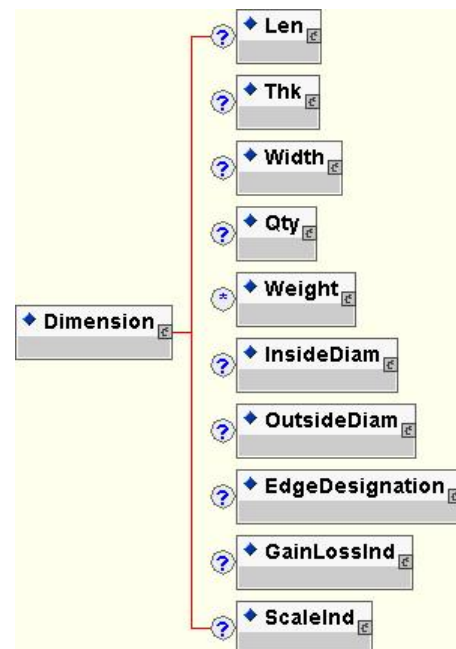 ? Len
? Thk
? Width
? Qty
* Weight
Dimension
? InsideDiam
? OutsideDiam
? EdgeDesignation
? GainLossInd
? ScaleInd